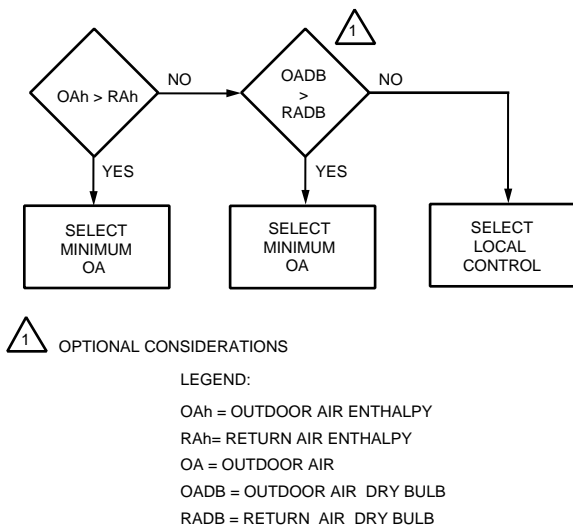 1
OAh > RAh
NO
OADB
>
RADB
NO
YES
YES
SELECT
MINIMUM
OA
SELECT
MINIMUM
OA
SELECT
LOCAL
CONTROL
1 OPTIONAL CONSIDERATIONS
LEGEND:
OAh = OUTDOOR AIR ENTHALPY
RAh= RETURN AIR ENTHALPY
OA = OUTDOOR AIR
OADB = OUTDOOR AIR DRY BULB
RADB = RETURN AIR DRY BULB